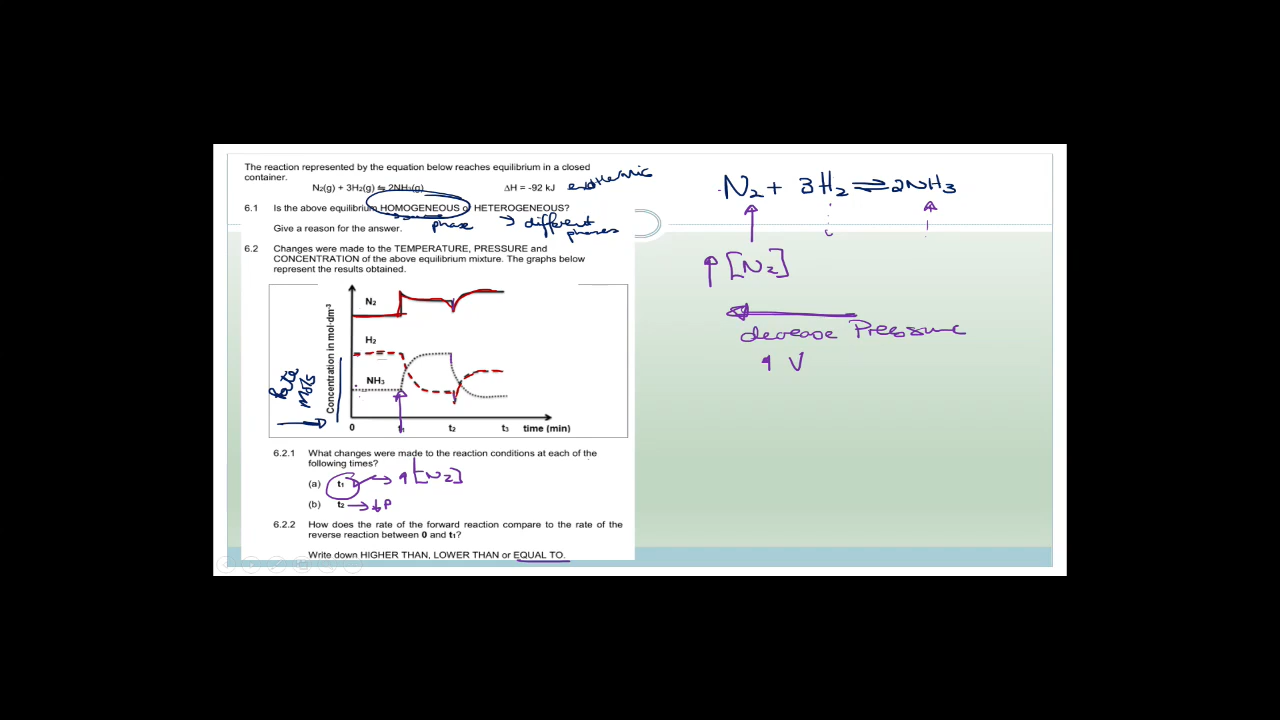 The reaction represented by the equation below reaches equilibrium in a closed
container.
N₂(g) + 3H₂(g) ⇋ 2NH₃(g) ΔH = -92 kJ
6.1 Is the above equilibrium HOMOGENEOUS or HETEROGENEOUS?
phase
→ different
phases
Give a reason for the answer.
6.2 Changes were made to the TEMPERATURE, PRESSURE and
CONCENTRATION of the above equilibrium mixture. The graphs below
represent the results obtained.
Concentration in mol·dm⁻³
Rate
Mols
N₂
H₂
NH₃
0 t₁ t₂ t₃ time (min)
6.2.1 What changes were made to the reaction conditions at each of the
following times?
(a) t₁ → ↑[N₂]
(b) t₂ → ↓P
6.2.2 How does the rate of the forward reaction compare to the rate of the
reverse reaction between 0 and t₁?
Write down HIGHER THAN, LOWER THAN or EQUAL TO.
N₂ + 3H₂ ⇌ 2NH₃
↑ [N₂]
decrease Pressure
↑ V